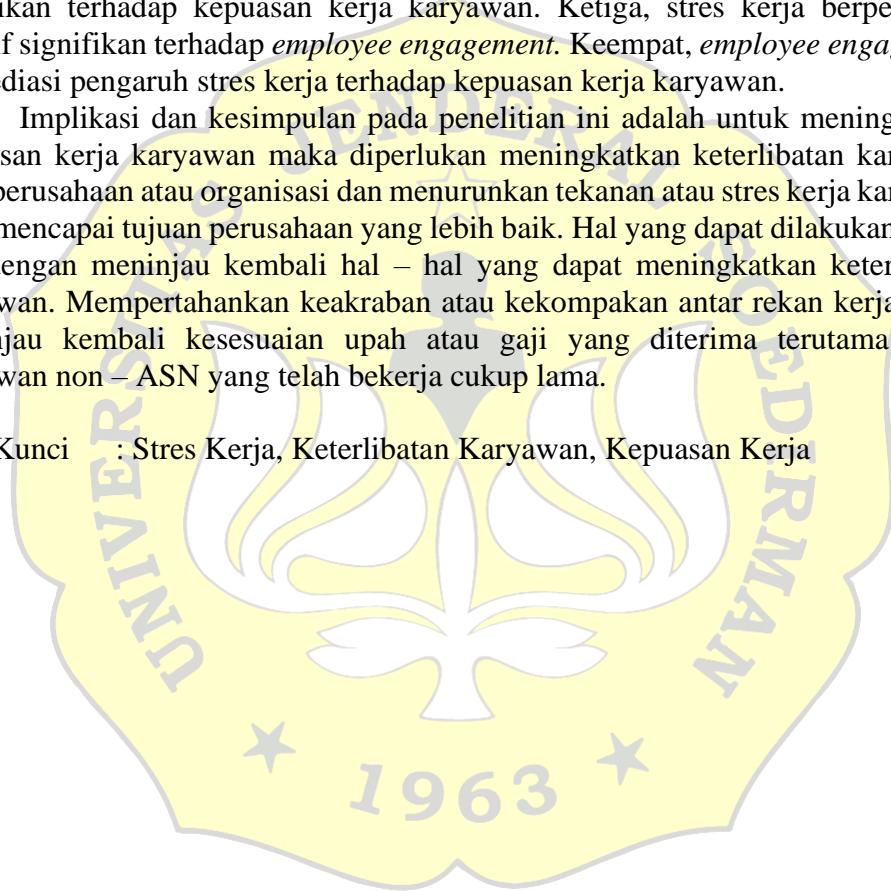 ikan terhadap kepuasan kerja karyawan. Ketiga, stres kerja berpe
f signifikan terhadap employee engagement. Keempat, employee enga
ediasi pengaruh stres kerja terhadap kepuasan kerja karyawan.
Implikasi dan kesimpulan pada penelitian ini adalah untuk mening
san kerja karyawan maka diperlukan meningkatkan keterlibatan kar
perusahaan atau organisasi dan menurunkan tekanan atau stres kerja kar
mencapai tujuan perusahaan yang lebih baik. Hal yang dapat dilakukan
engan meninjau kembali hal – hal yang dapat meningkatkan keter
wan. Mempertahankan keakraban atau kekompakan antar rekan kerja
jau kembali kesesuaian upah atau gaji yang diterima terutama
wan non – ASN yang telah bekerja cukup lama.
Kunci : Stres Kerja, Keterlibatan Karyawan, Kepuasan Kerja
UNIVERSITAS JENDERAL SOEDIRMAN
1963